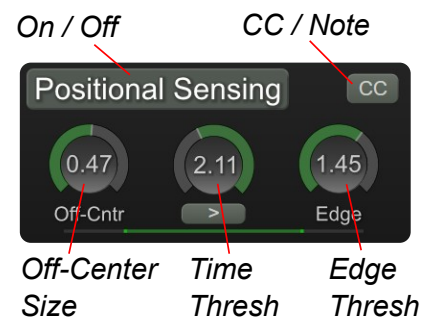 On / Off
CC / Note
Positional Sensing
CC
0.47
2.11
1.45
Off-Cntr
>
Edge
Off-Center
Size
Time
Thresh
Edge
Thresh